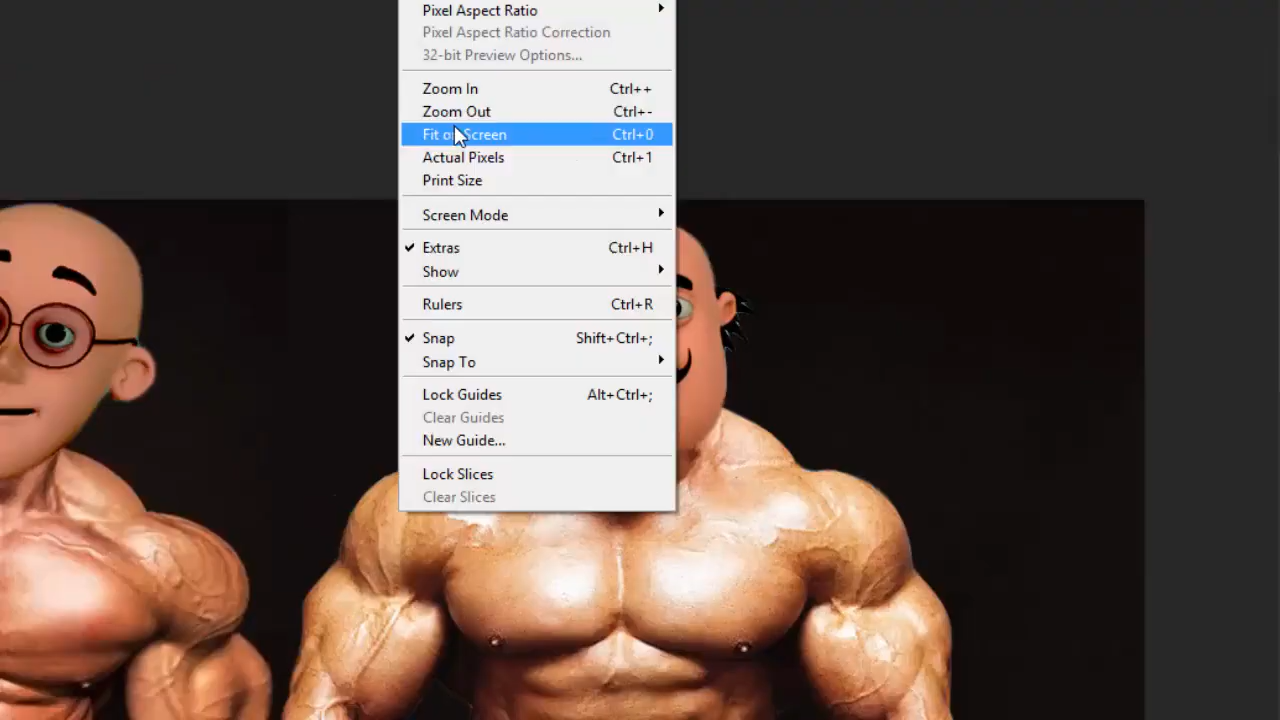 Pixel Aspect Ratio
Pixel Aspect Ratio Correction
32-bit Preview Options...
Zoom In Ctrl++
Zoom Out Ctrl+-
Fit on Screen Ctrl+0
Actual Pixels Ctrl+1
Print Size
Screen Mode
Extras Ctrl+H
Show
Rulers Ctrl+R
Snap Shift+Ctrl+;
Snap To
Lock Guides Alt+Ctrl+;
Clear Guides
New Guide...
Lock Slices
Clear Slices